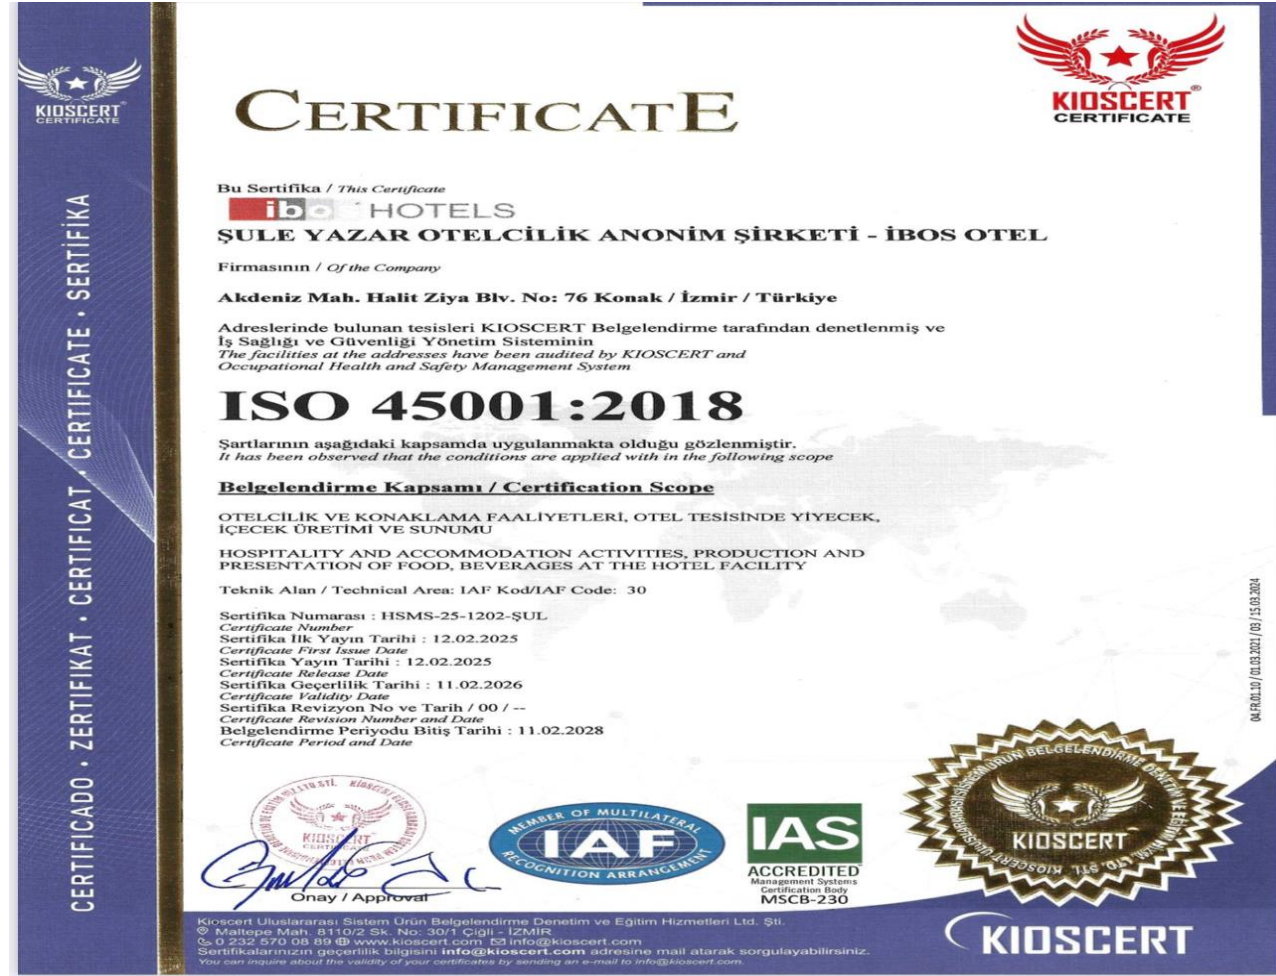 KIOSCERT
CERTIFICATE
CERTIFICADO • ZERTIFIKAT • CERTIFICAT • CERTIFICATE • SERTİFİKA
KIOSCERT®
CERTIFICATE
CERTIFICATE
Bu Sertifika / This Certificate
ibos HOTELS
ŞULE YAZAR OTELCİLİK ANONİM ŞİRKETİ - İBOS OTEL
Firmasının / Of the Company
Akdeniz Mah. Halit Ziya Blv. No: 76 Konak / İzmir / Türkiye
Adreslerinde bulunan tesisleri KIOSCERT Belgelendirme tarafından denetlenmiş ve
İş Sağlığı ve Güvenliği Yönetim Sisteminin
The facilities at the addresses have been audited by KIOSCERT and
Occupational Health and Safety Management System
ISO 45001:2018
Şartlarının aşağıdaki kapsamda uygulanmakta olduğu gözlenmiştir.
It has been observed that the conditions are applied with in the following scope
Belgelendirme Kapsamı / Certification Scope
OTELCİLİK VE KONAKLAMA FAALİYETLERİ, OTEL TESİSİNDE YİYECEK,
İÇECEK ÜRETİMİ VE SUNUMU
HOSPITALITY AND ACCOMMODATION ACTIVITIES, PRODUCTION AND
PRESENTATION OF FOOD, BEVERAGES AT THE HOTEL FACILITY
Teknik Alan / Technical Area: IAF Kod/IAF Code: 30
Sertifika Numarası : HSMS-25-1202-ŞUL
Certificate Number
Sertifika İlk Yayın Tarihi : 12.02.2025
Certificate First Issue Date
Sertifika Yayın Tarihi : 12.02.2025
Certificate Release Date
Sertifika Geçerlilik Tarihi : 11.02.2026
Certificate Validity Date
Sertifika Revizyon No ve Tarih / 00 / --
Certificate Revision Number and Date
Belgelendirme Periyodu Bitiş Tarihi : 11.02.2028
Certificate Period and Date
04.FR.01.10 / 01.03.2021 / 03 / 15.03.2024
KIOSCERT
Onay / Approval
MEMBER OF MULTILATERAL
IAF
RECOGNITION ARRANGEMENT
IAS
ACCREDITED
Management Systems
Certification Body
MSCB-230
KIOSCERT
Kioscert Uluslararası Sistem Ürün Belgelendirme Denetim ve Eğitim Hizmetleri Ltd. Şti.
Maltepe Mah. 8110/2 Sk. No: 30/1 Çiğli - İZMİR
0 232 570 08 89 www.kioscert.com info@kioscert.com
Sertifikalarınızın geçerlilik bilgisini info@kioscert.com adresine mail atarak sorgulayabilirsiniz.
You can inquire about the validity of your certificates by sending an e-mail to info@kioscert.com.
KIOSCERT